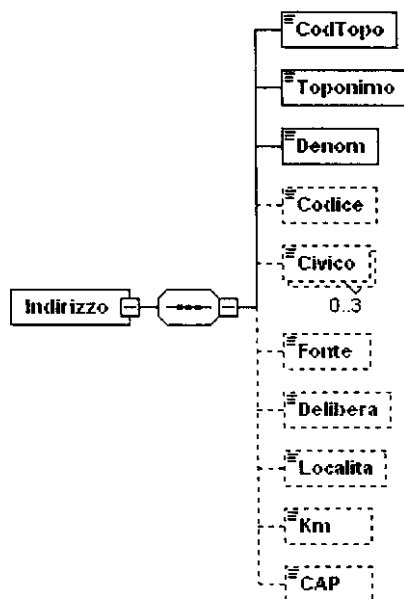 CodTopo
Toponimo
Denom
Codice
Civico
0..3
Indirizzo
Fonte
Delibera
Localita
Km
CAP